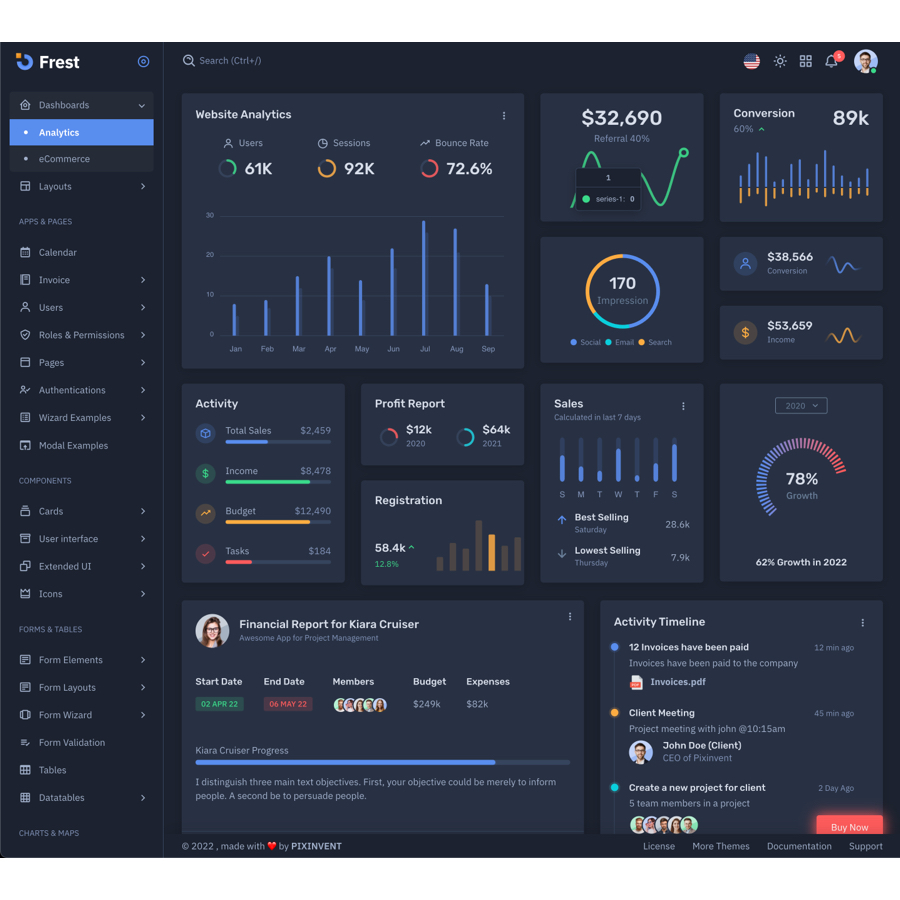 Frest
Dashboards
Analytics
eCommerce
Layouts
APPS & PAGES
Calendar
Invoice
Users
Roles & Permissions
Pages
Authentications
Wizard Examples
Modal Examples
COMPONENTS
Cards
User interface
Extended UI
Icons
FORMS & TABLES
Form Elements
Form Layouts
Form Wizard
Form Validation
Tables
Datatables
CHARTS & MAPS
Search (Ctrl+/)
5
Website Analytics
Users
61K
Sessions
92K
Bounce Rate
72.6%
30
20
10
0
Jan Feb Mar Apr May Jun Jul Aug Sep
$32,690
Referral 40%
1
series-1: 0
Conversion
60%
89k
170
Impression
Social Email Search
$38,566
Conversion
$53,659
Income
Activity
Total Sales $2,459
Income $8,478
Budget $12,490
Tasks $184
Profit Report
$12k
2020
$64k
2021
Registration
58.4k
12.8%
Sales
Calculated in last 7 days
S M T W T F S
Best Selling
Saturday
28.6k
Lowest Selling
Thursday
7.9k
2020
78%
Growth
62% Growth in 2022
Financial Report for Kiara Cruiser
Awesome App for Project Management
Start Date End Date Members Budget Expenses
02 APR 22 06 MAY 22 $249k $82k
Kiara Cruiser Progress
I distinguish three main text objectives. First, your objective could be merely to inform
people. A second be to persuade people.
Activity Timeline
12 Invoices have been paid 12 min ago
Invoices have been paid to the company
Invoices.pdf
Client Meeting 45 min ago
Project meeting with john @10:15am
John Doe (Client)
CEO of Pixinvent
Create a new project for client 2 Day Ago
5 team members in a project
Buy Now
© 2022 , made with ❤️ by PIXINVENT
License More Themes Documentation Support